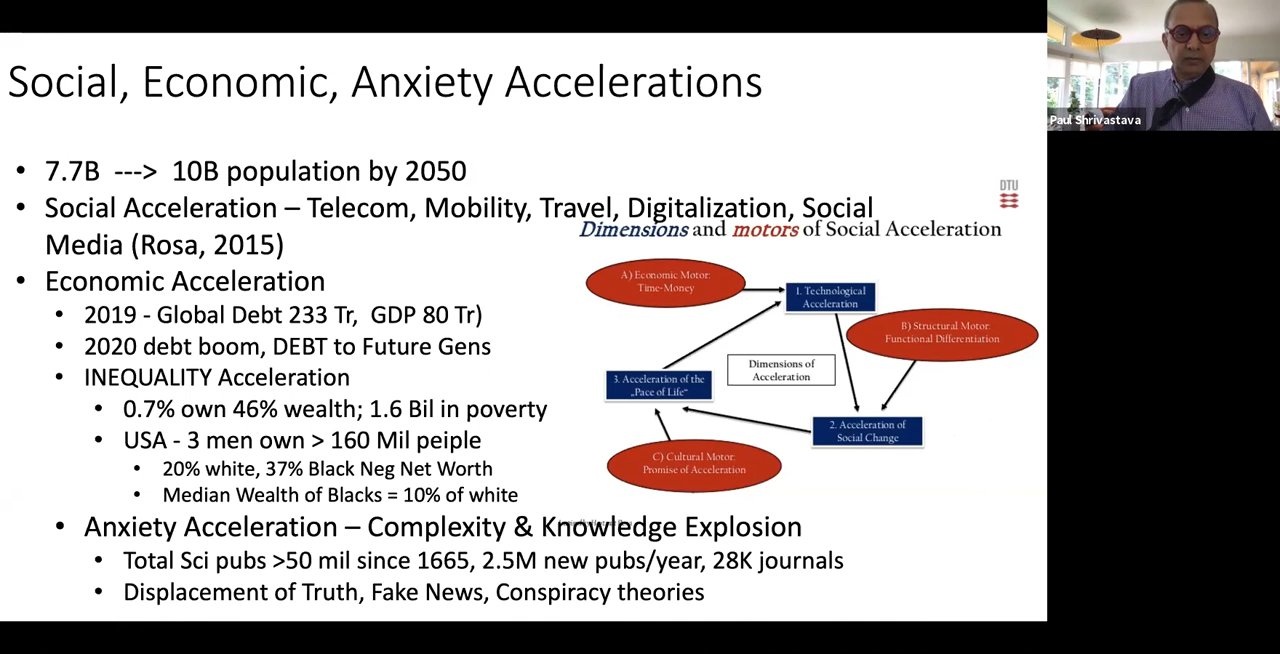 Social, Economic, Anxiety Accelerations
Paul Shrivastava
• 7.7B ---> 10B population by 2050
• Social Acceleration – Telecom, Mobility, Travel, Digitalization, Social
Media (Rosa, 2015)
• Economic Acceleration
• 2019 - Global Debt 233 Tr, GDP 80 Tr)
• 2020 debt boom, DEBT to Future Gens
• INEQUALITY Acceleration
• 0.7% own 46% wealth; 1.6 Bil in poverty
• USA - 3 men own > 160 Mil peiple
• 20% white, 37% Black Neg Net Worth
• Median Wealth of Blacks = 10% of white
• Anxiety Acceleration – Complexity & Knowledge Explosion
• Total Sci pubs >50 mil since 1665, 2.5M new pubs/year, 28K journals
• Displacement of Truth, Fake News, Conspiracy theories
DTU
Dimensions and motors of Social Acceleration
A) Economic Motor:
Time-Money
1. Technological
Acceleration
B) Structural Motor:
Functional Differentiation
Dimensions of
Acceleration
3. Acceleration of the
„Pace of Life“
2. Acceleration of
Social Change
C) Cultural Motor:
Promise of Acceleration